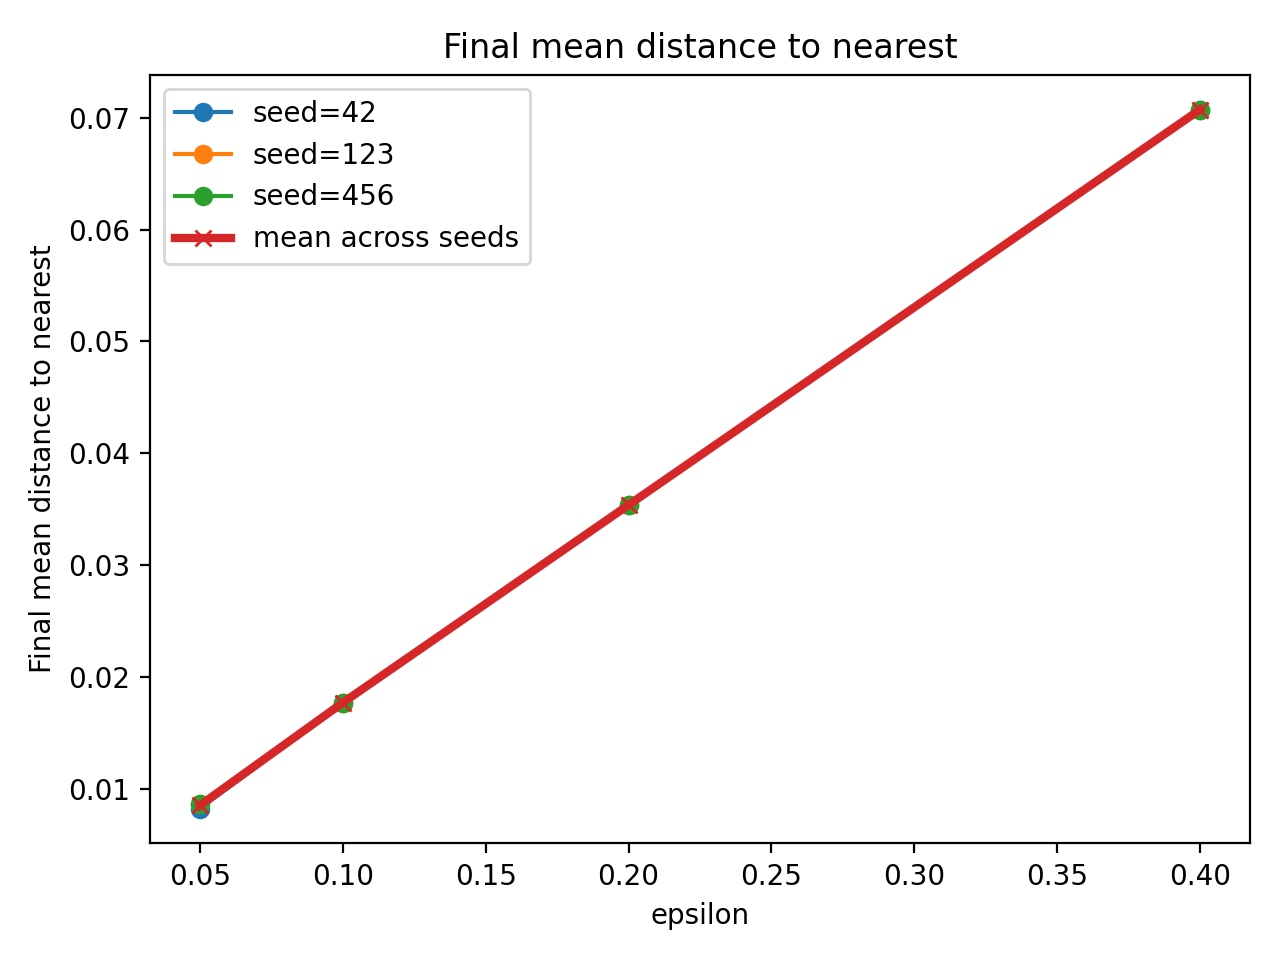 Final mean distance to nearest
seed=42
seed=123
seed=456
mean across seeds
Final mean distance to nearest
0.07
0.06
0.05
0.04
0.03
0.02
0.01
0.05 0.10 0.15 0.20 0.25 0.30 0.35 0.40
epsilon